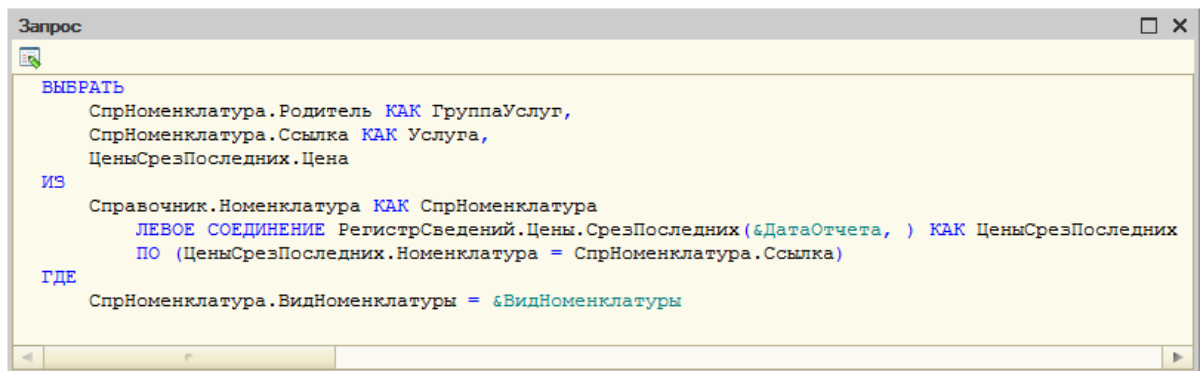 Запрос
ВЫБРАТЬ
СпрНоменклатура.Родитель КАК ГруппаУслуг,
СпрНоменклатура.Ссылка КАК Услуга,
ЦеныСрезПоследних.Цена
ИЗ
Справочник.Номенклатура КАК СпрНоменклатура
ЛЕВОЕ СОЕДИНЕНИЕ РегистрСведений.Цены.СрезПоследних(&ДатаОтчета, ) КАК ЦеныСрезПоследних
ПО (ЦеныСрезПоследних.Номенклатура = СпрНоменклатура.Ссылка)
ГДЕ
СпрНоменклатура.ВидНоменклатуры = &ВидНоменклатуры